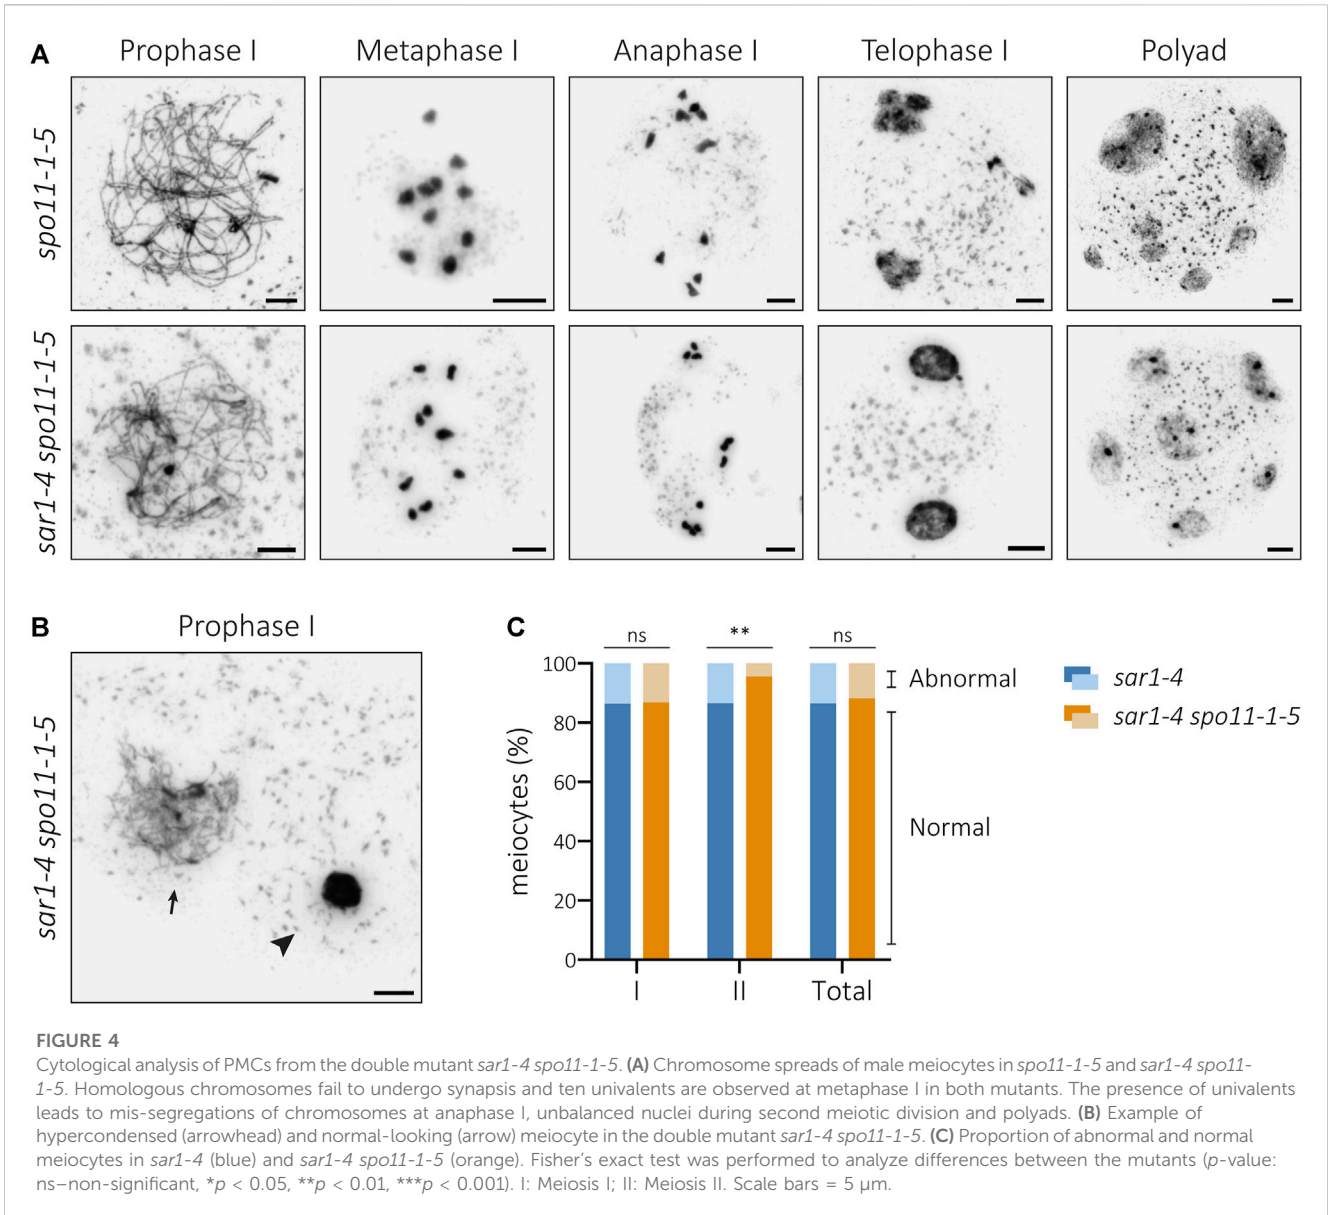 A
Prophase I
Metaphase I
Anaphase I
Telophase I
Polyad
spo11-1-5
sar1-4 spo11-1-5
B
Prophase I
sar1-4 spo11-1-5
C
ns
**
ns
100
80
60
40
20
0
meiocytes (%)
I
II
Total
Abnormal
Normal
sar1-4
sar1-4 spo11-1-5
FIGURE 4
Cytological analysis of PMCs from the double mutant sar1-4 spo11-1-5. (A) Chromosome spreads of male meiocytes in spo11-1-5 and sar1-4 spo11-
1-5. Homologous chromosomes fail to undergo synapsis and ten univalents are observed at metaphase I in both mutants. The presence of univalents
leads to mis-segregations of chromosomes at anaphase I, unbalanced nuclei during second meiotic division and polyads. (B) Example of
hypercondensed (arrowhead) and normal-looking (arrow) meiocyte in the double mutant sar1-4 spo11-1-5. (C) Proportion of abnormal and normal
meiocytes in sar1-4 (blue) and sar1-4 spo11-1-5 (orange). Fisher's exact test was performed to analyze differences between the mutants (p-value:
ns–non-significant, *p < 0.05, **p < 0.01, ***p < 0.001). I: Meiosis I; II: Meiosis II. Scale bars = 5 µm.